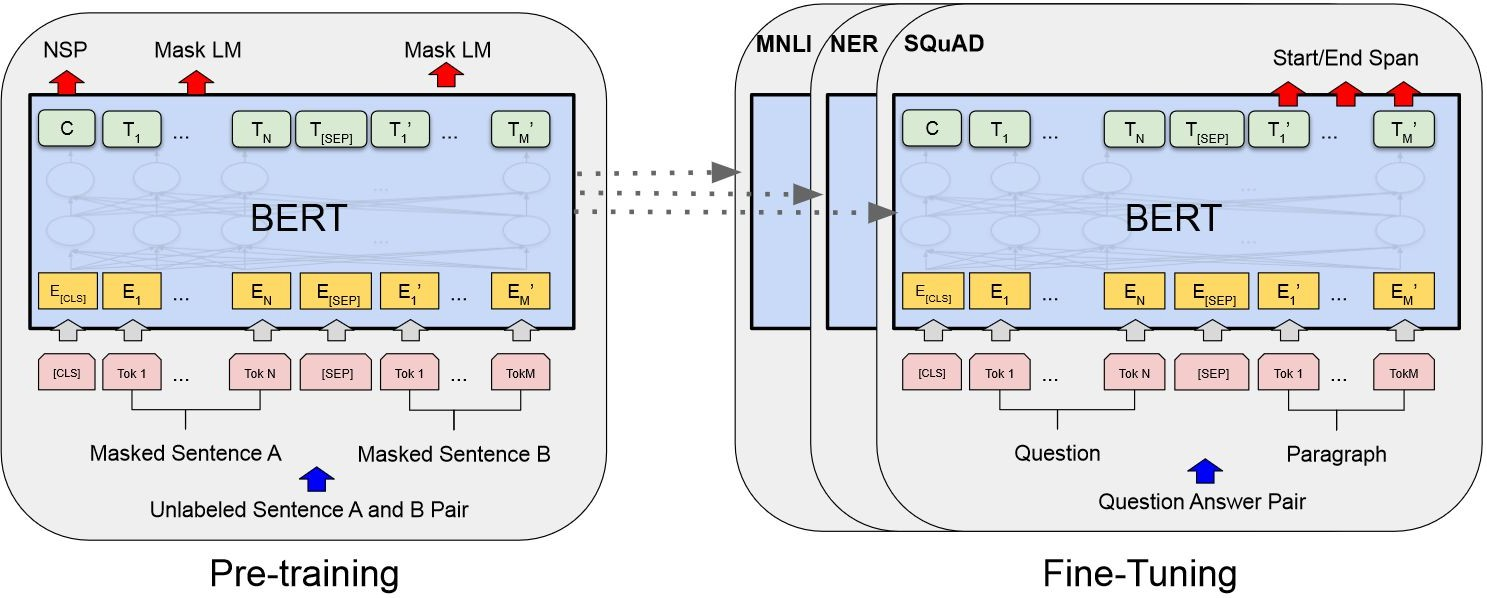 NSP Mask LM Mask LM
C T1 ... TN T[SEP] T1’ ... TM’
...
BERT
...
E[CLS] E1 ... EN E[SEP] E1’ ... EM’
[CLS] Tok 1 ... Tok N [SEP] Tok 1 ... TokM
Masked Sentence A Masked Sentence B
Unlabeled Sentence A and B Pair
Pre-training
MNLI NER SQuAD
Start/End Span
C T1 ... TN T[SEP] T1’ ... TM’
...
BERT
...
E[CLS] E1 ... EN E[SEP] E1’ ... EM’
[CLS] Tok 1 ... Tok N [SEP] Tok 1 ... TokM
Question Paragraph
Question Answer Pair
Fine-Tuning